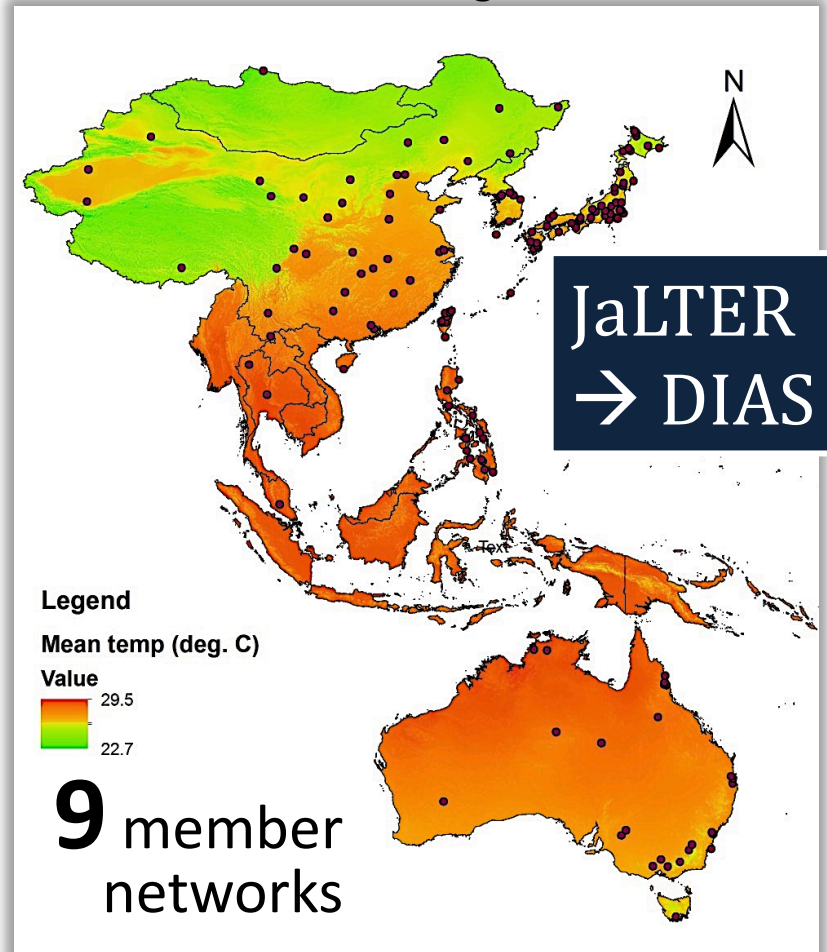 N
JaLTER
→ DIAS
Text
Legend
Mean temp (deg. C)
Value
29.5
22.7
9 member
networks